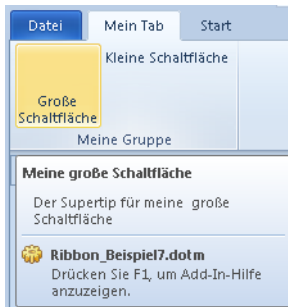 Datei Mein Tab Start
Kleine Schaltfläche
Große
Schaltfläche
Meine Gruppe
Meine große Schaltfläche
Der Supertip für meine große
Schaltfläche
Ribbon_Beispiel7.dotm
Drücken Sie F1, um Add-In-Hilfe
anzuzeigen.